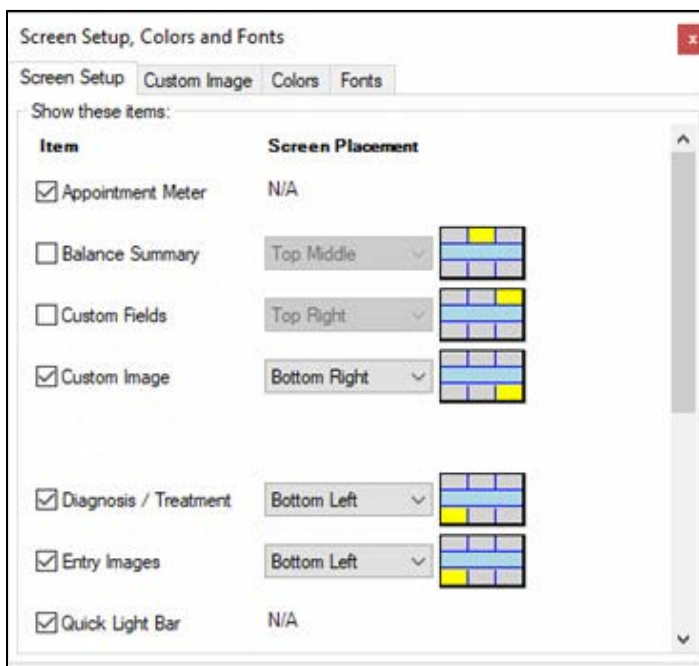 Screen Setup, Colors and Fonts
x
Screen Setup Custom Image Colors Fonts
Show these items:
Item Screen Placement
Appointment Meter N/A
Balance Summary Top Middle
Custom Fields Top Right
Custom Image Bottom Right
Diagnosis / Treatment Bottom Left
Entry Images Bottom Left
Quick Light Bar N/A